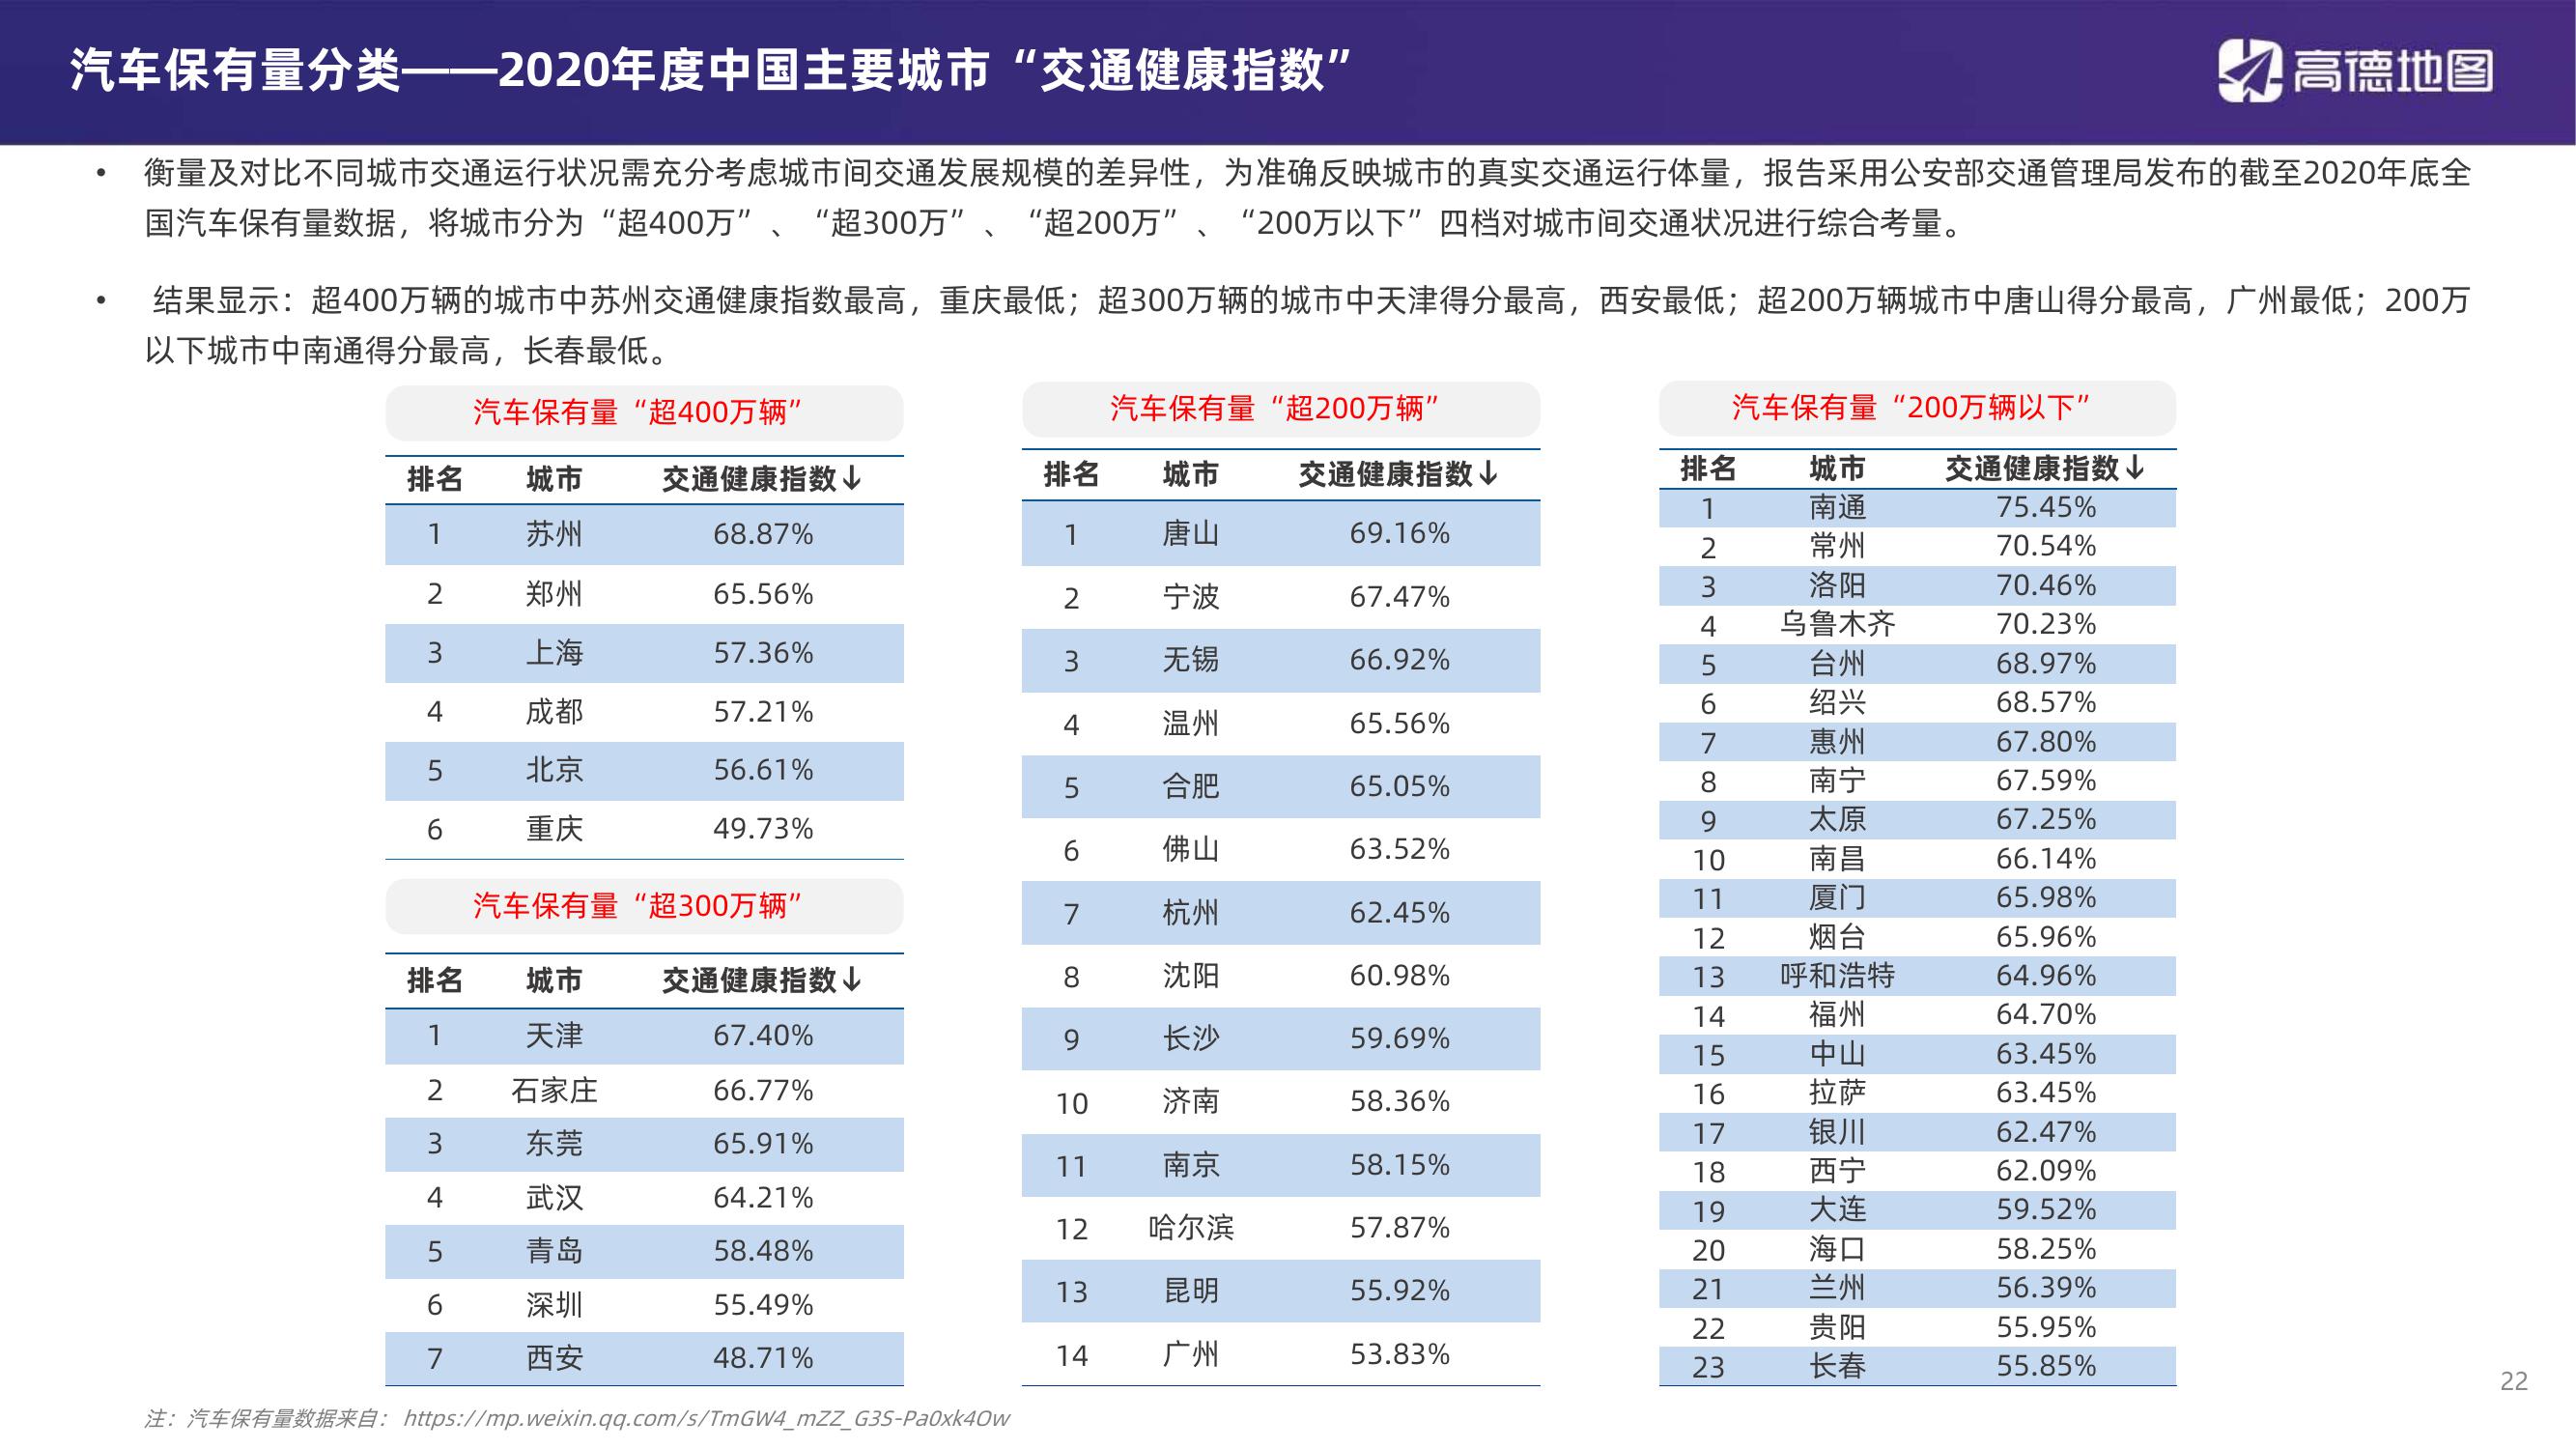 汽车保有量分类——2020年度中国主要城市“交通健康指数”
高德地图
• 衡量及对比不同城市交通运行状况需充分考虑城市间交通发展规模的差异性，为准确反映城市的真实交通运行体量，报告采用公安部交通管理局发布的截至2020年底全
国汽车保有量数据，将城市分为“超400万”、“超300万”、“超200万”、“200万以下”四档对城市间交通状况进行综合考量。
• 结果显示：超400万辆的城市中苏州交通健康指数最高，重庆最低；超300万辆的城市中天津得分最高，西安最低；超200万辆城市中唐山得分最高，广州最低；200万
以下城市中南通得分最高，长春最低。
汽车保有量“超400万辆”
排名 城市 交通健康指数↓
1 苏州 68.87%
2 郑州 65.56%
3 上海 57.36%
4 成都 57.21%
5 北京 56.61%
6 重庆 49.73%
汽车保有量“超300万辆”
排名 城市 交通健康指数↓
1 天津 67.40%
2 石家庄 66.77%
3 东莞 65.91%
4 武汉 64.21%
5 青岛 58.48%
6 深圳 55.49%
7 西安 48.71%
汽车保有量“超200万辆”
排名 城市 交通健康指数↓
1 唐山 69.16%
2 宁波 67.47%
3 无锡 66.92%
4 温州 65.56%
5 合肥 65.05%
6 佛山 63.52%
7 杭州 62.45%
8 沈阳 60.98%
9 长沙 59.69%
10 济南 58.36%
11 南京 58.15%
12 哈尔滨 57.87%
13 昆明 55.92%
14 广州 53.83%
汽车保有量“200万辆以下”
排名 城市 交通健康指数↓
1 南通 75.45%
2 常州 70.54%
3 洛阳 70.46%
4 乌鲁木齐 70.23%
5 台州 68.97%
6 绍兴 68.57%
7 惠州 67.80%
8 南宁 67.59%
9 太原 67.25%
10 南昌 66.14%
11 厦门 65.98%
12 烟台 65.96%
13 呼和浩特 64.96%
14 福州 64.70%
15 中山 63.45%
16 拉萨 63.45%
17 银川 62.47%
18 西宁 62.09%
19 大连 59.52%
20 海口 58.25%
21 兰州 56.39%
22 贵阳 55.95%
23 长春 55.85%
注：汽车保有量数据来自： https://mp.weixin.qq.com/s/TmGW4_mZZ_G3S-Pa0xk4Ow
22